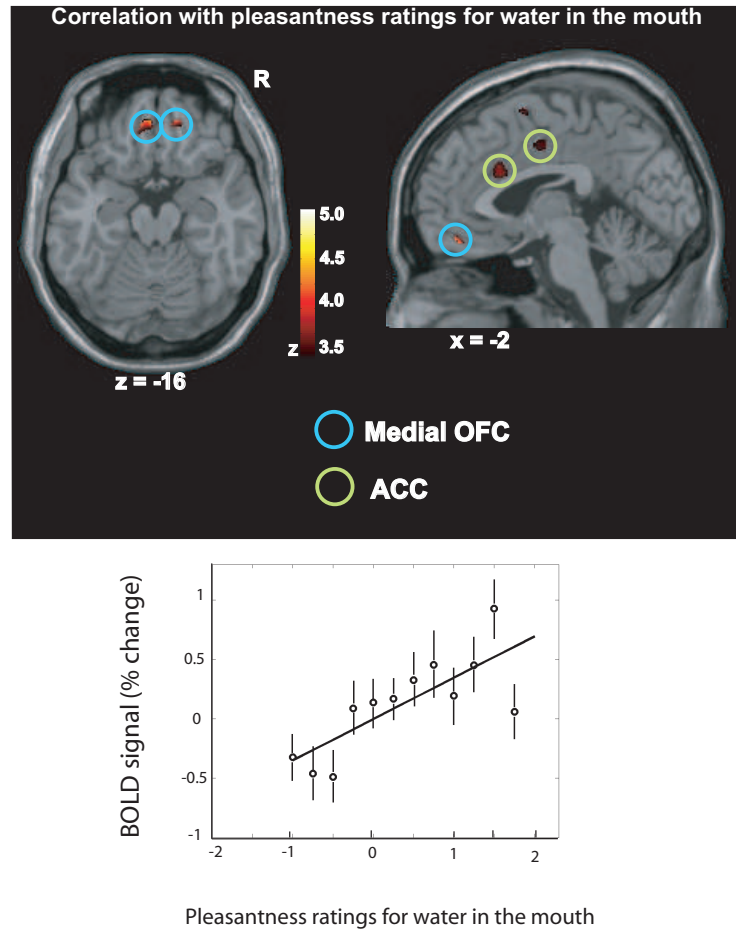 Correlation with pleasantness ratings for water in the mouth
R
5.0
4.5
4.0
z 3.5
z = -16
x = -2
Medial OFC
ACC
BOLD signal (% change)
1
0.5
0
-0.5
-1
-2 -1 0 1 2
Pleasantness ratings for water in the mouth